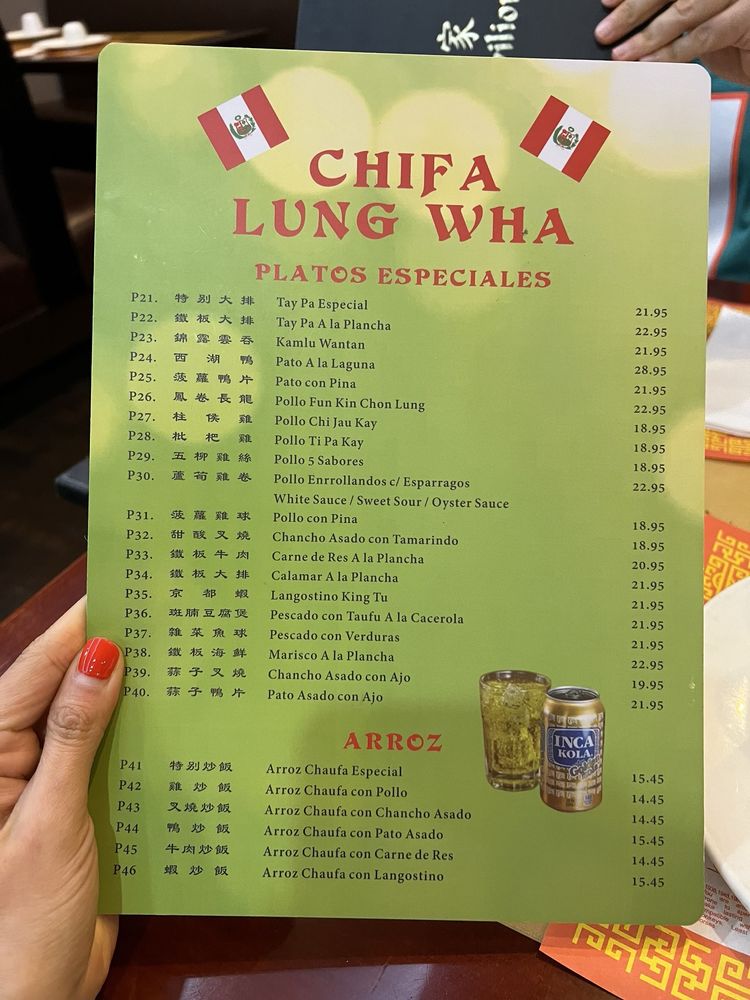 家
CHIFA
LUNG WHA
PLATOS ESPECIALES
P21. 特別大排 Tay Pa Especial 21.95
P22. 鐵板大排 Tay Pa A la Plancha 22.95
P23. 錦露雲吞 Kamlu Wantan 21.95
P24. 西湖鴨 Pato A la Laguna 28.95
P25. 菠蘿鴨片 Pato con Pina 21.95
P26. 鳳卷長龍 Pollo Fun Kin Chon Lung 22.95
P27. 柱侯雞 Pollo Chi Jau Kay 18.95
P28. 枇杷雞 Pollo Ti Pa Kay 18.95
P29. 五柳雞絲 Pollo 5 Sabores 18.95
P30. 蘆荀雞卷 Pollo Enrrollandos c/ Esparragos 22.95
White Sauce / Sweet Sour / Oyster Sauce
P31. 菠蘿雞球 Pollo con Pina 18.95
P32. 甜酸叉燒 Chancho Asado con Tamarindo 18.95
P33. 鐵板牛肉 Carne de Res A la Plancha 20.95
P34. 鐵板大排 Calamar A la Plancha 21.95
P35. 京都蝦 Langostino King Tu 21.95
P36. 斑腩豆腐煲 Pescado con Taufu A la Cacerola 21.95
P37. 雜菜魚球 Pescado con Verduras 21.95
P38. 鐵板海鮮 Marisco A la Plancha 22.95
P39. 蒜子叉燒 Chancho Asado con Ajo 19.95
P40. 蒜子鴨片 Pato Asado con Ajo 21.95
INCA
KOLA
ARROZ
P41 特別炒飯 Arroz Chaufa Especial 15.45
P42 雞炒飯 Arroz Chaufa con Pollo 14.45
P43 叉燒炒飯 Arroz Chaufa con Chancho Asado 14.45
P44 鴨炒飯 Arroz Chaufa con Pato Asado 15.45
P45 牛肉炒飯 Arroz Chaufa con Carne de Res 14.45
P46 蝦炒飯 Arroz Chaufa con Langostino 15.45